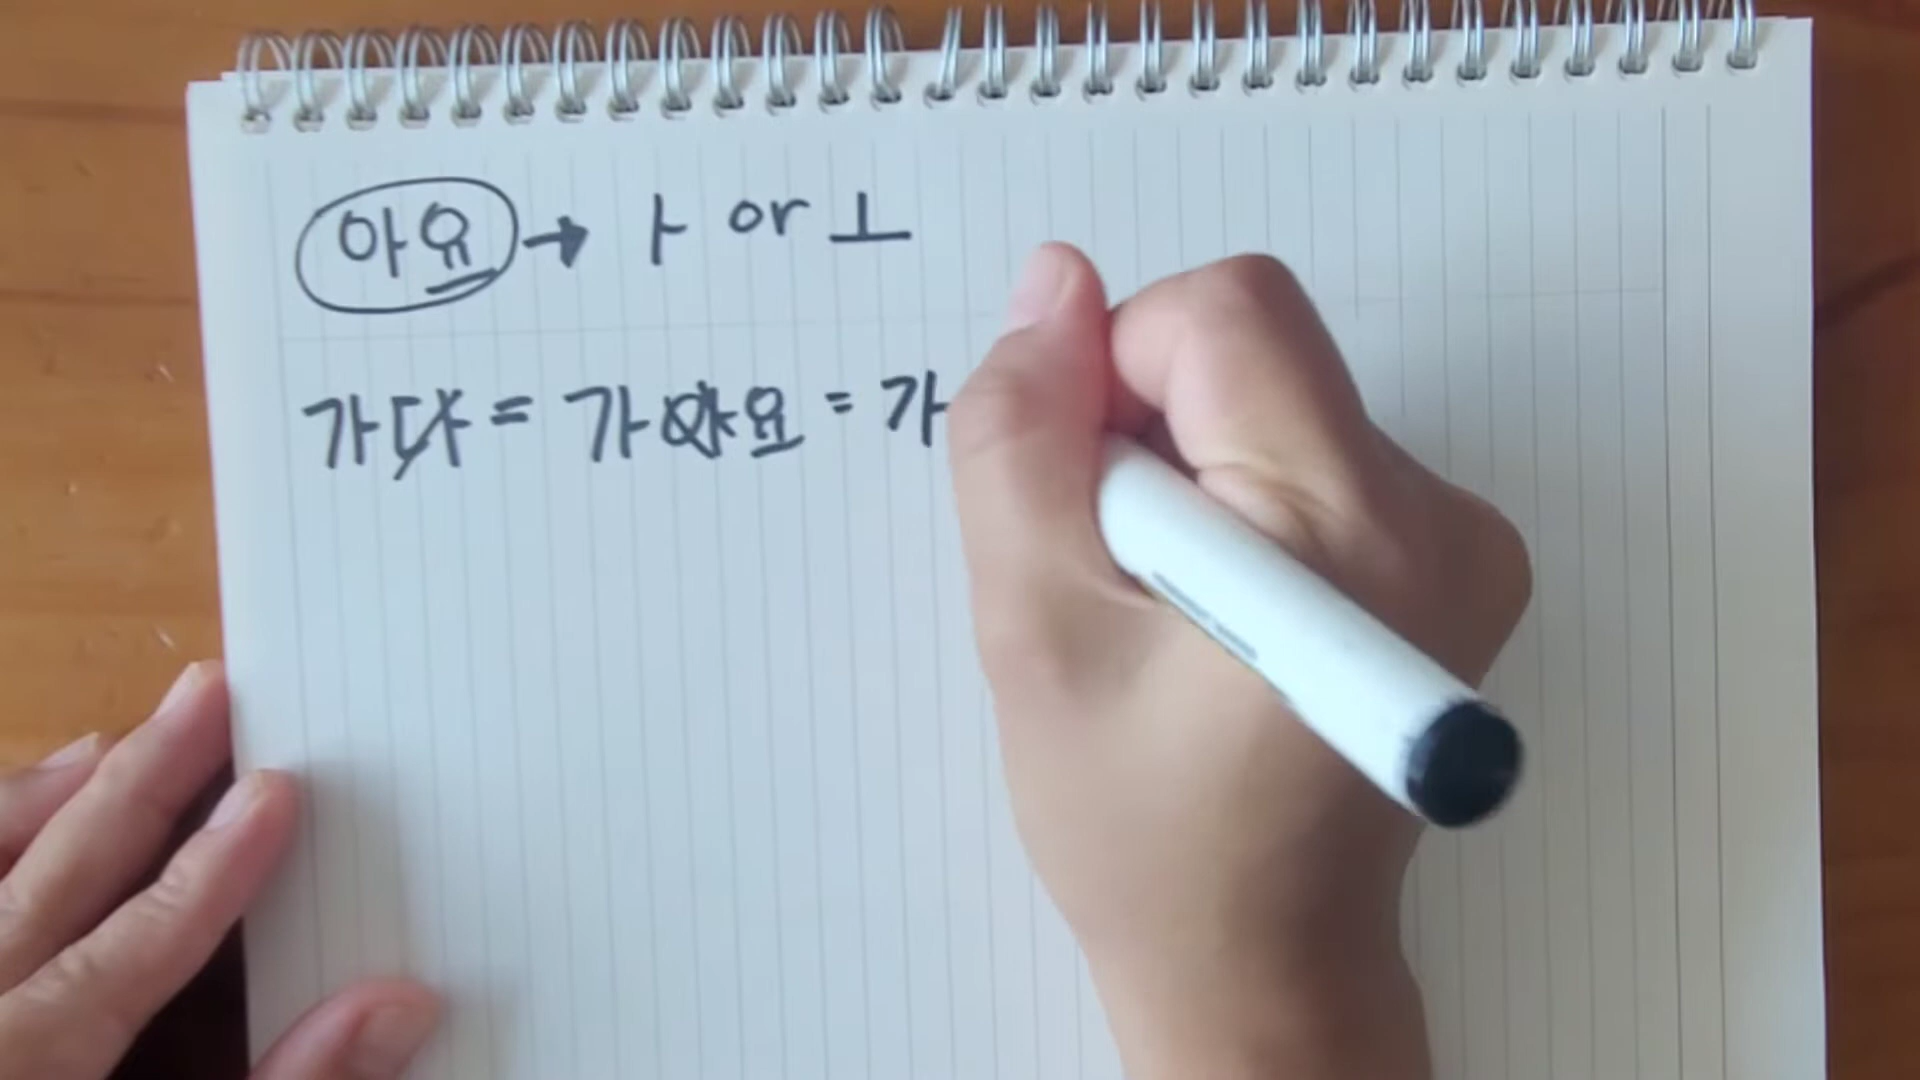 아요 → ㅏ or ㅗ
가다 = 가아요 = 가